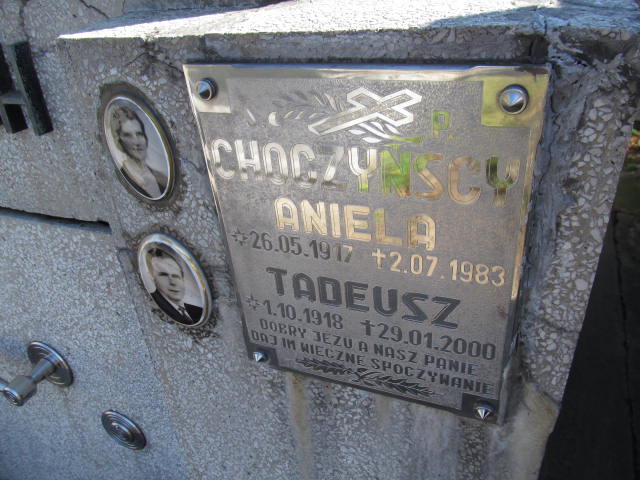 Ś. P.
CHOCZYŃSCY
ANIELA
*26.05.1917 †2.07.1983
TADEUSZ
*1.10.1918 †29.01.2000
DOBRY JEZU A NASZ PANIE
DAJ IM WIECZNE SPOCZYWANIE